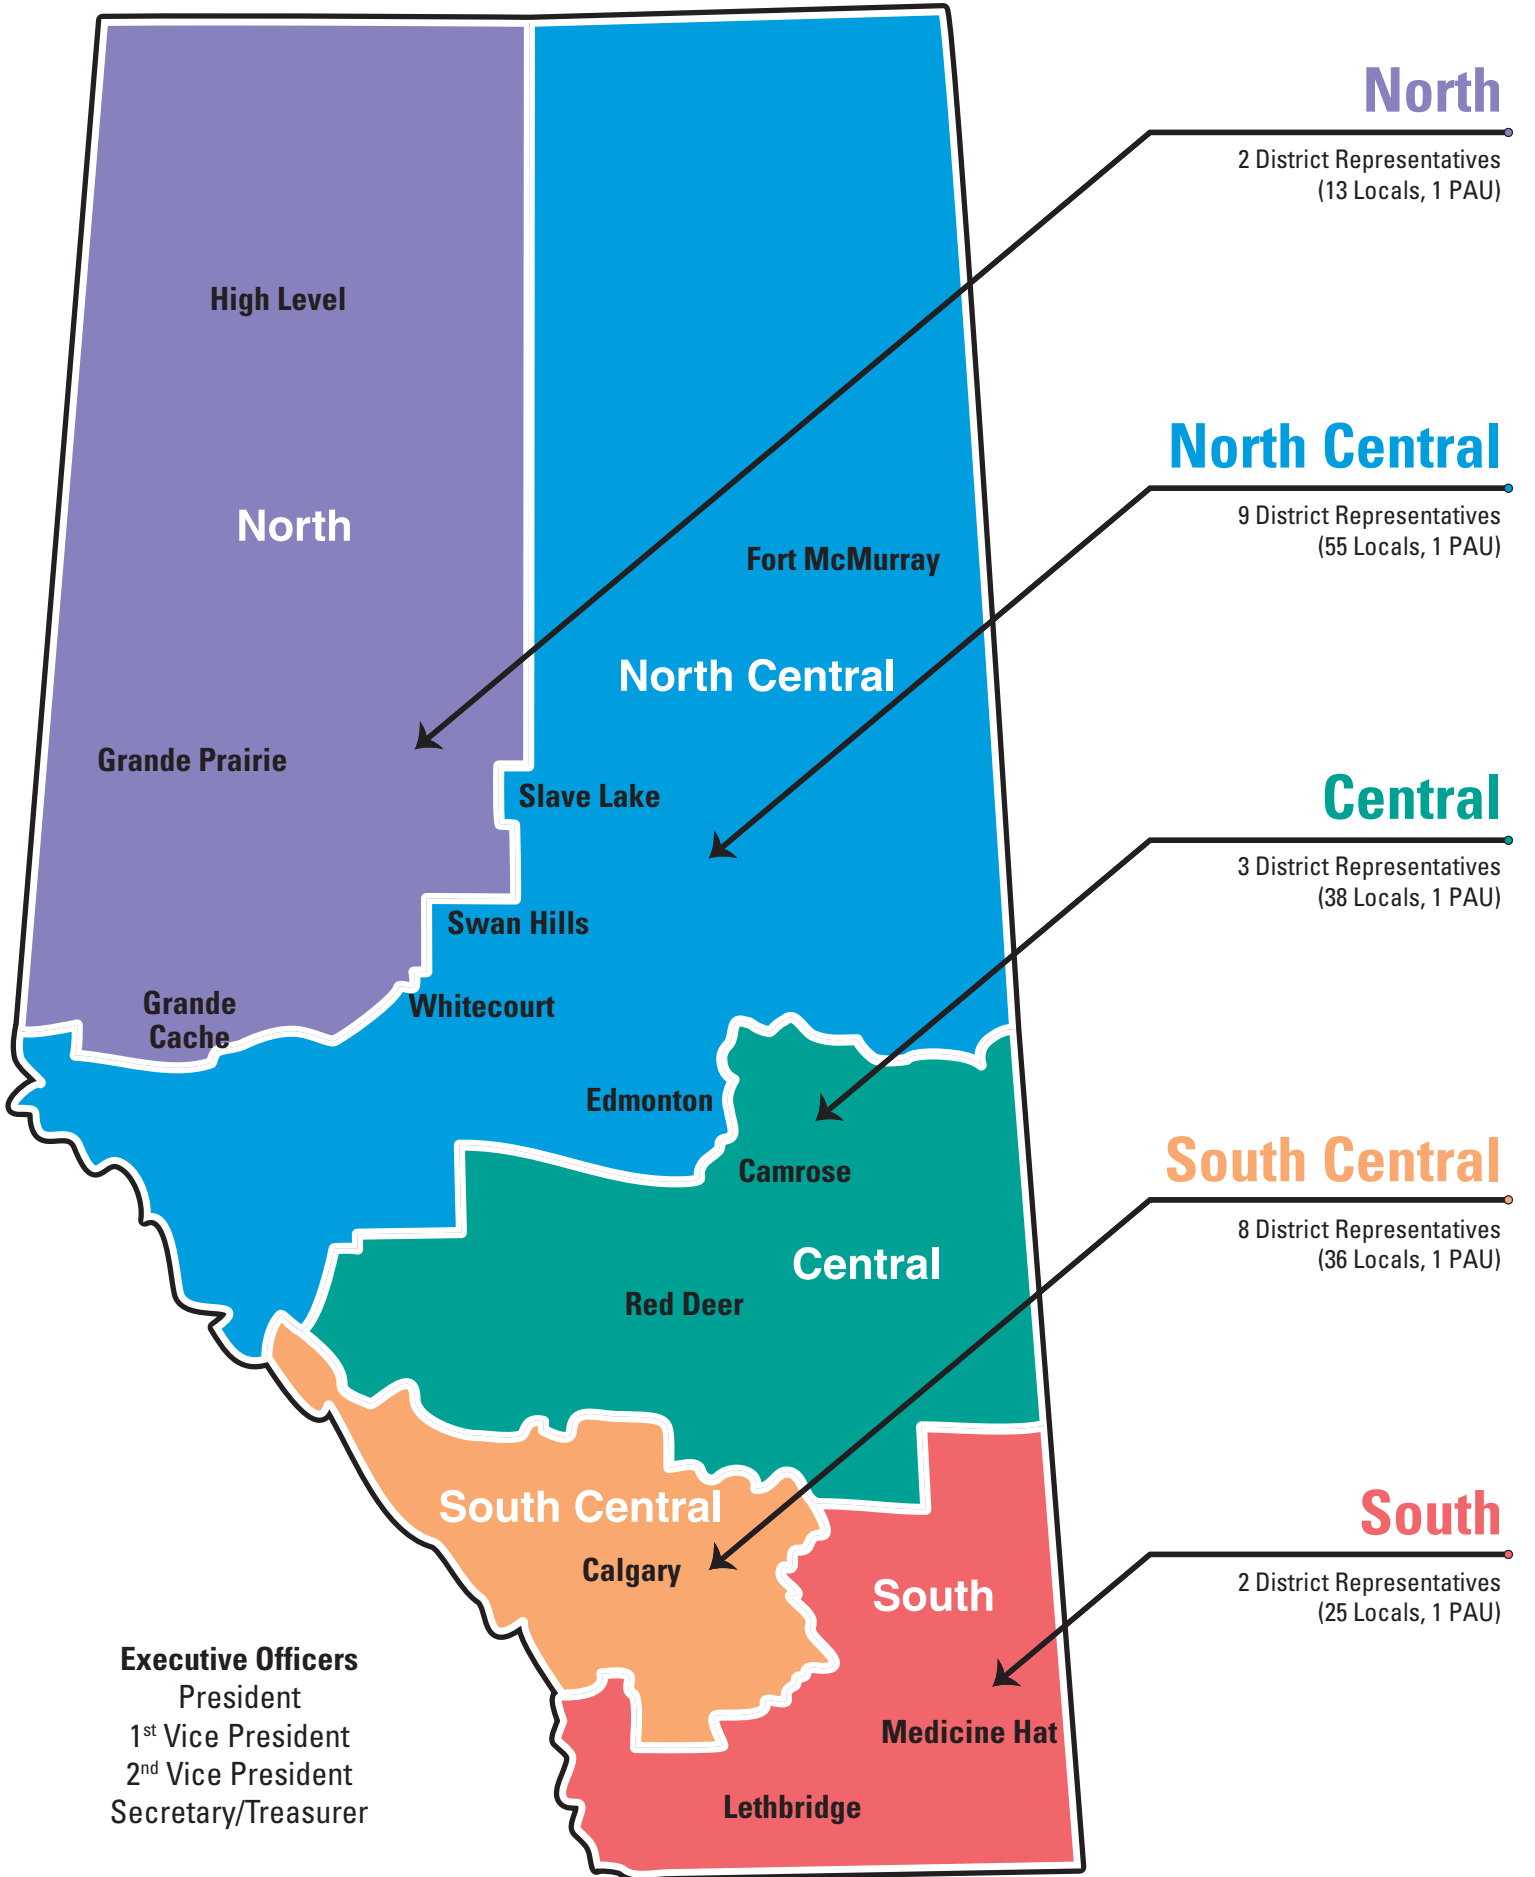 North
2 District Representatives
(13 Locals, 1 PAU)
High Level
North Central
9 District Representatives
(55 Locals, 1 PAU)
North
Fort McMurray
North Central
Grande Prairie
Slave Lake
Central
3 District Representatives
(38 Locals, 1 PAU)
Swan Hills
Grande
Cache
Whitecourt
Edmonton
Camrose
South Central
8 District Representatives
(36 Locals, 1 PAU)
Central
Red Deer
South Central
Calgary
South
2 District Representatives
(25 Locals, 1 PAU)
South
Medicine Hat
Lethbridge
Executive Officers
President
1st Vice President
2nd Vice President
Secretary/Treasurer